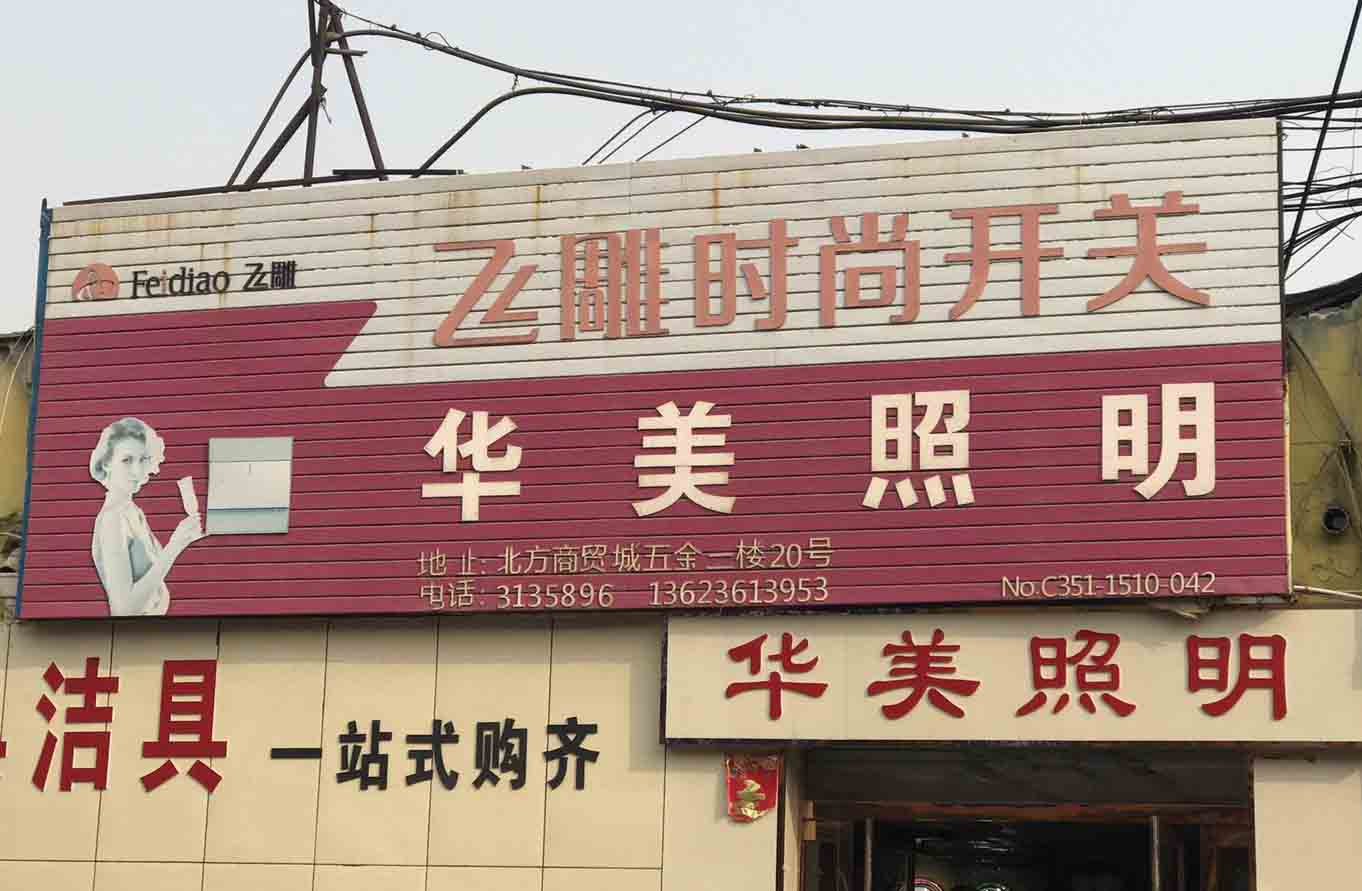 Feidiao 飞雕
飞雕时尚开关
华美照明
地 址: 北方商贸城五金二楼20号
电话: 3135896 13623613953
No.C351-1510-042
洁具
一站式购齐
华美照明